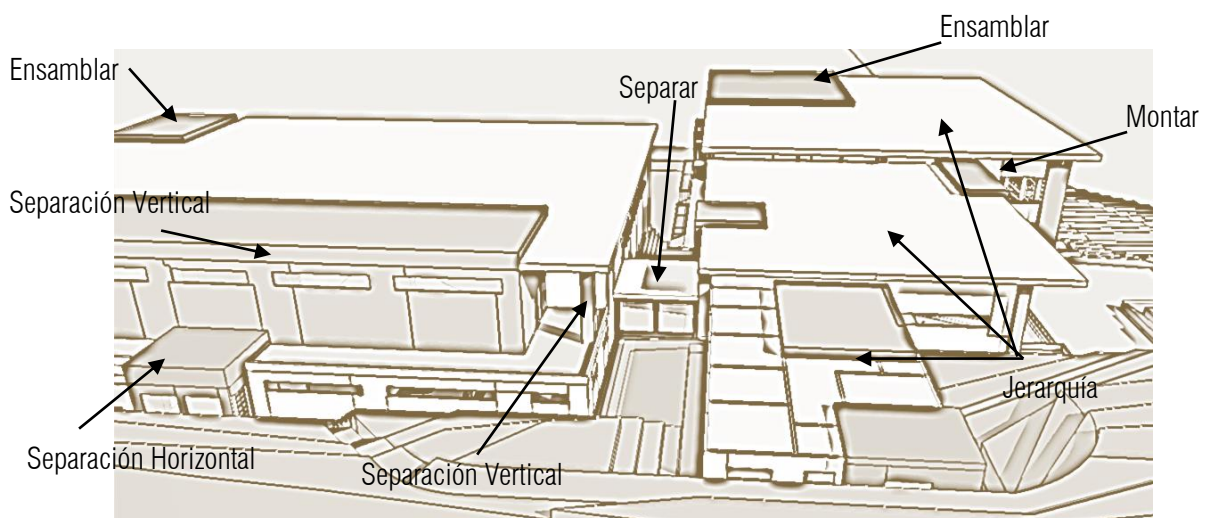 Ensamblar
Ensamblar
Separar
Montar
Separación Vertical
Jerarquía
Separación Horizontal
Separación Vertical